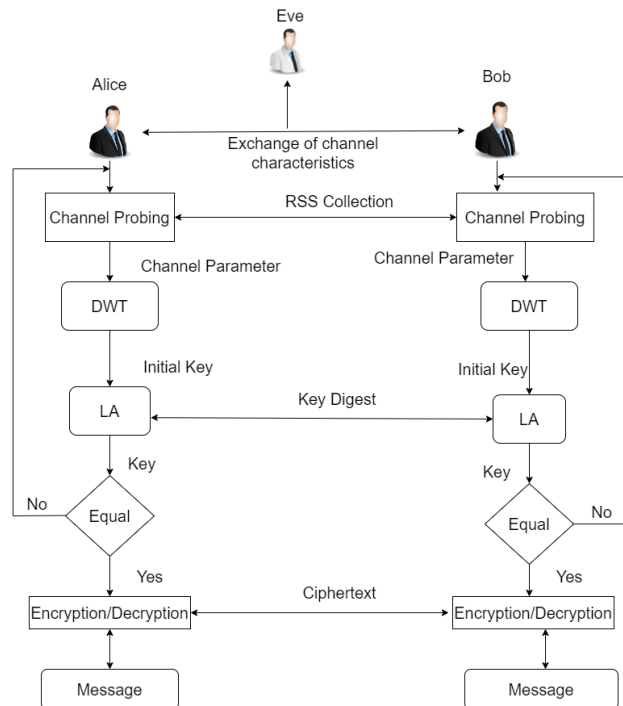 Eve
Alice
Bob
Exchange of channel
characteristics
Channel Probing
RSS Collection
Channel Probing
Channel Parameter
Channel Parameter
DWT
DWT
Initial Key
Initial Key
LA
Key Digest
LA
Key
Key
No
Equal
Equal
No
Yes
Yes
Encryption/Decryption
Ciphertext
Encryption/Decryption
Message
Message